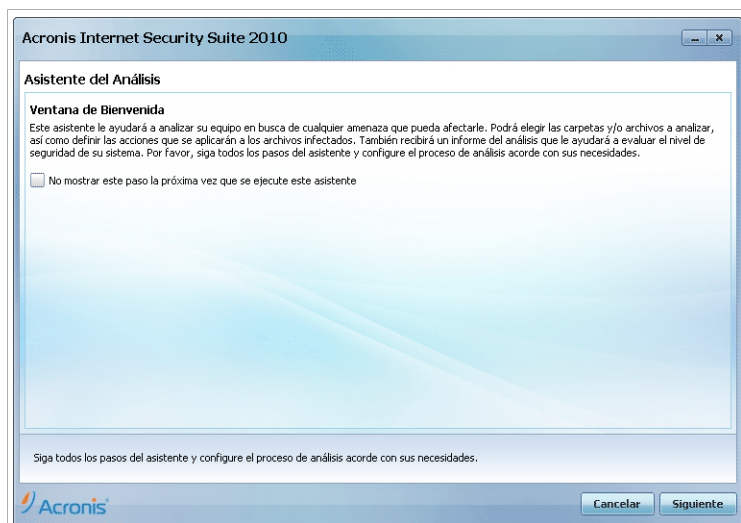 Acronis Internet Security Suite 2010
Asistente del Análisis
Ventana de Bienvenida
Este asistente le ayudará a analizar su equipo en busca de cualquier amenaza que pueda afectarle. Podrá elegir las carpetas y/o archivos a analizar,
así como definir las acciones que se aplicarán a los archivos infectados. También recibirá un informe del análisis que le ayudará a evaluar el nivel de
seguridad de su sistema. Por favor, siga todos los pasos del asistente y configure el proceso de análisis acorde con sus necesidades.
No mostrar este paso la próxima vez que se ejecute este asistente
Siga todos los pasos del asistente y configure el proceso de análisis acorde con sus necesidades.
Acronis
Cancelar
Siguiente